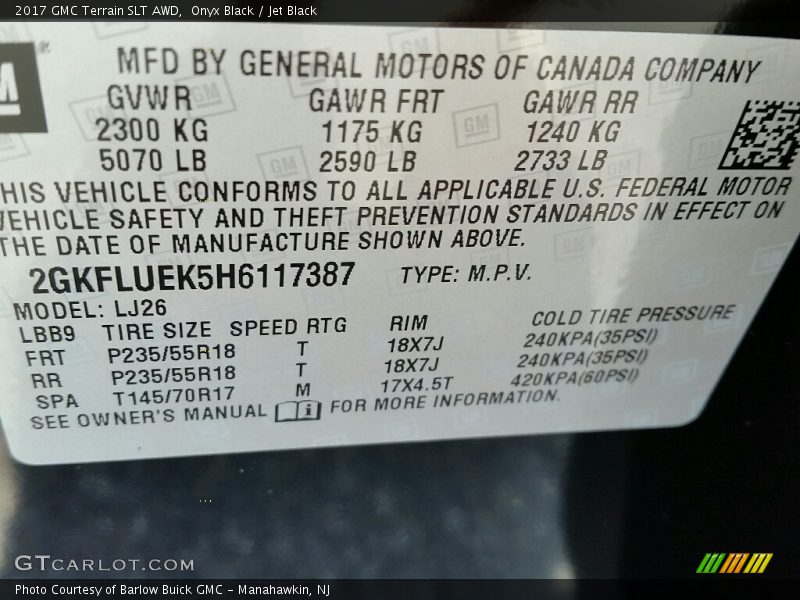 2017 GMC Terrain SLT AWD,  Onyx Black / Jet Black
GM
MFD BY GENERAL MOTORS OF CANADA COMPANY
GVWR GAWR FRT GAWR RR
2300 KG 1175 KG 1240 KG
5070 LB 2590 LB 2733 LB
HIS VEHICLE CONFORMS TO ALL APPLICABLE U.S. FEDERAL MOTOR
VEHICLE SAFETY AND THEFT PREVENTION STANDARDS IN EFFECT ON
THE DATE OF MANUFACTURE SHOWN ABOVE.
2GKFLUEK5H6117387 TYPE: M.P.V.
MODEL: LJ26
LBB9 TIRE SIZE SPEED RTG RIM COLD TIRE PRESSURE
FRT P235/55R18 T 18X7J 240KPA(35PSI)
RR P235/55R18 T 18X7J 240KPA(35PSI)
SPA T145/70R17 M 17X4.5T 420KPA(60PSI)
SEE OWNER'S MANUAL i FOR MORE INFORMATION.
GTCARLOT.COM
Photo Courtesy of Barlow Buick GMC - Manahawkin, NJ